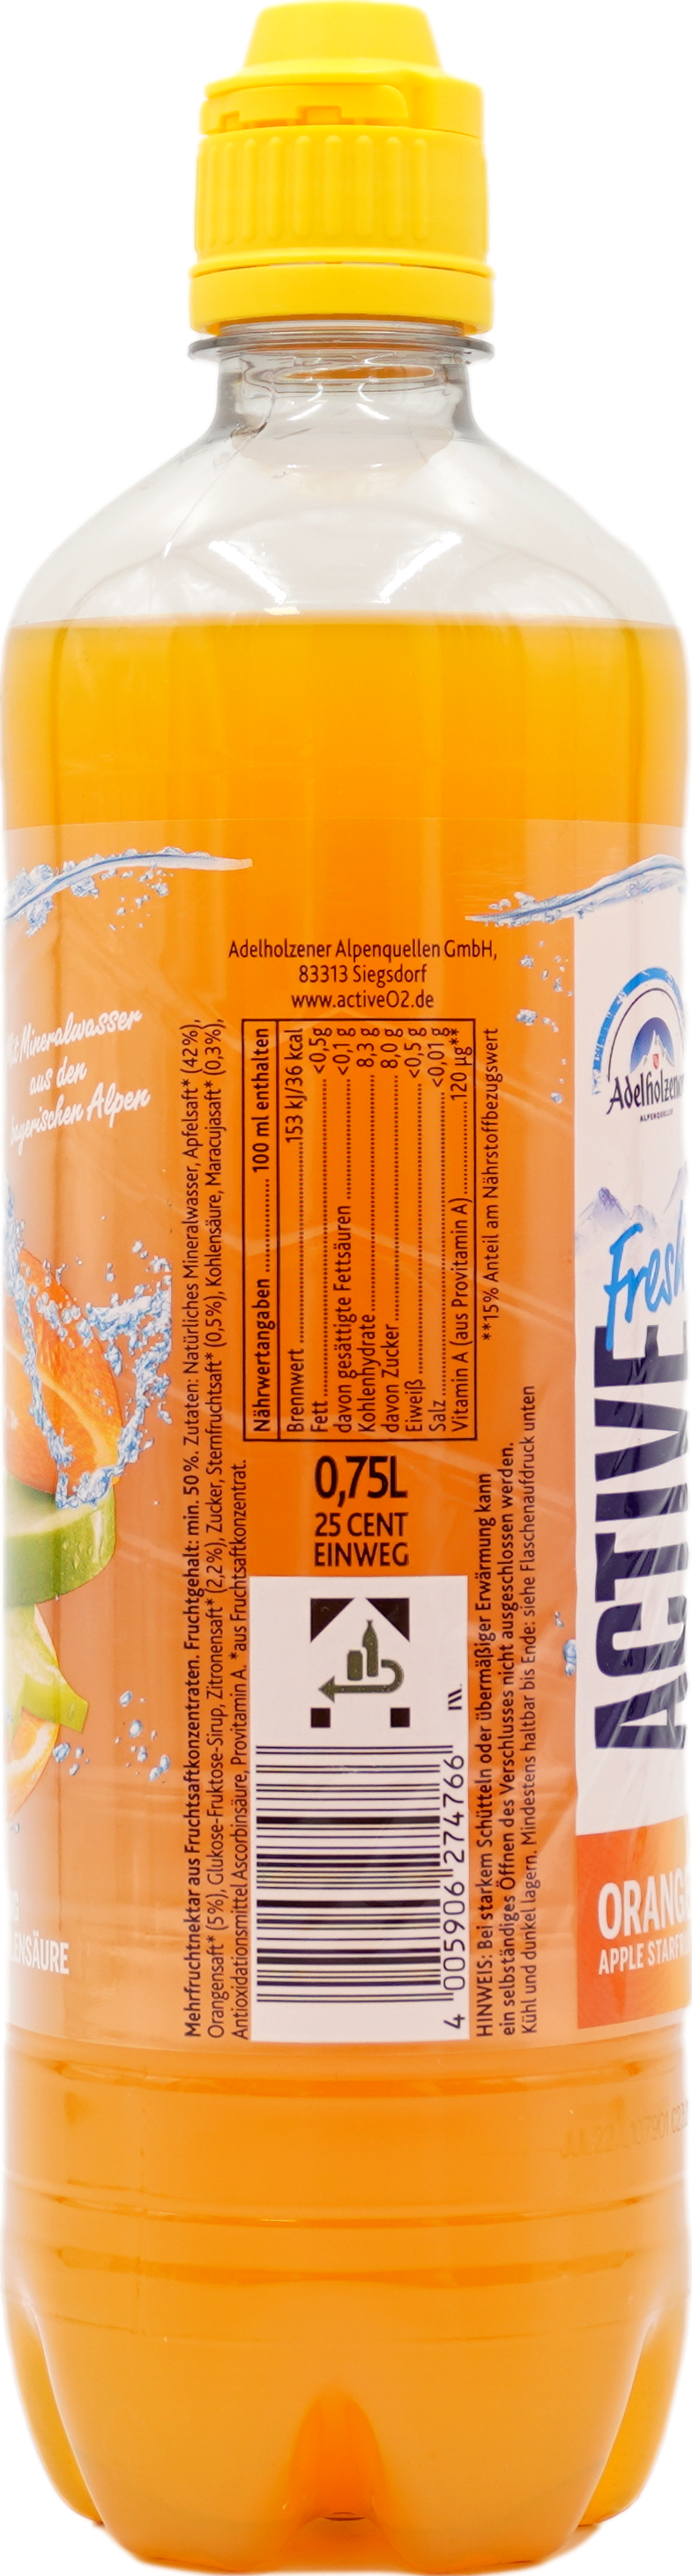 Adelholzener Alpenquellen GmbH,
83313 Siegsdorf
www.activeO2.de
Mineralwasser
aus den
bayerischen Alpen
Mehrfruchtnektar aus Fruchtsaftkonzentraten. Fruchtgehalt: min. 50%. Zutaten: Natürliches Mineralwasser, Apfelsaft* (42%),
Orangensaft* (5%), Glukose-Fruktose-Sirup, Zitronensaft* (2,2%), Zucker, Sternfruchtsaft* (0,5%), Kohlensäure, Maracujasaft* (0,3%),
Antioxidationsmittel Ascorbinsäure, Provitamin A. *aus Fruchtsaftkonzentrat.
Nährwertangaben .......... 100 ml enthalten
Brennwert .......... 153 kJ/36 kcal
Fett .......... <0,5g
davon gesättigte Fettsäuren .......... <0,1 g
Kohlenhydrate .......... 8,3 g
davon Zucker .......... 8,0 g
Eiweiß .......... <0,5 g
Salz .......... <0,01 g
Vitamin A (aus Provitamin A) .......... 120 µg**
**15% Anteil am Nährstoffbezugswert
0,75L
25 CENT
EINWEG
4 005906 274766
HINWEIS: Bei starkem Schütteln oder übermäßiger Erwärmung kann
ein selbständiges Öffnen des Verschlusses nicht ausgeschlossen werden.
Kühl und dunkel lagern. Mindestens haltbar bis Ende: siehe Flaschenaufdruck unten
Adelholzener
ALPENQUELLEN
Fresh
ACTIVE
ORANG
APPLE STARFR
ENSÄURE